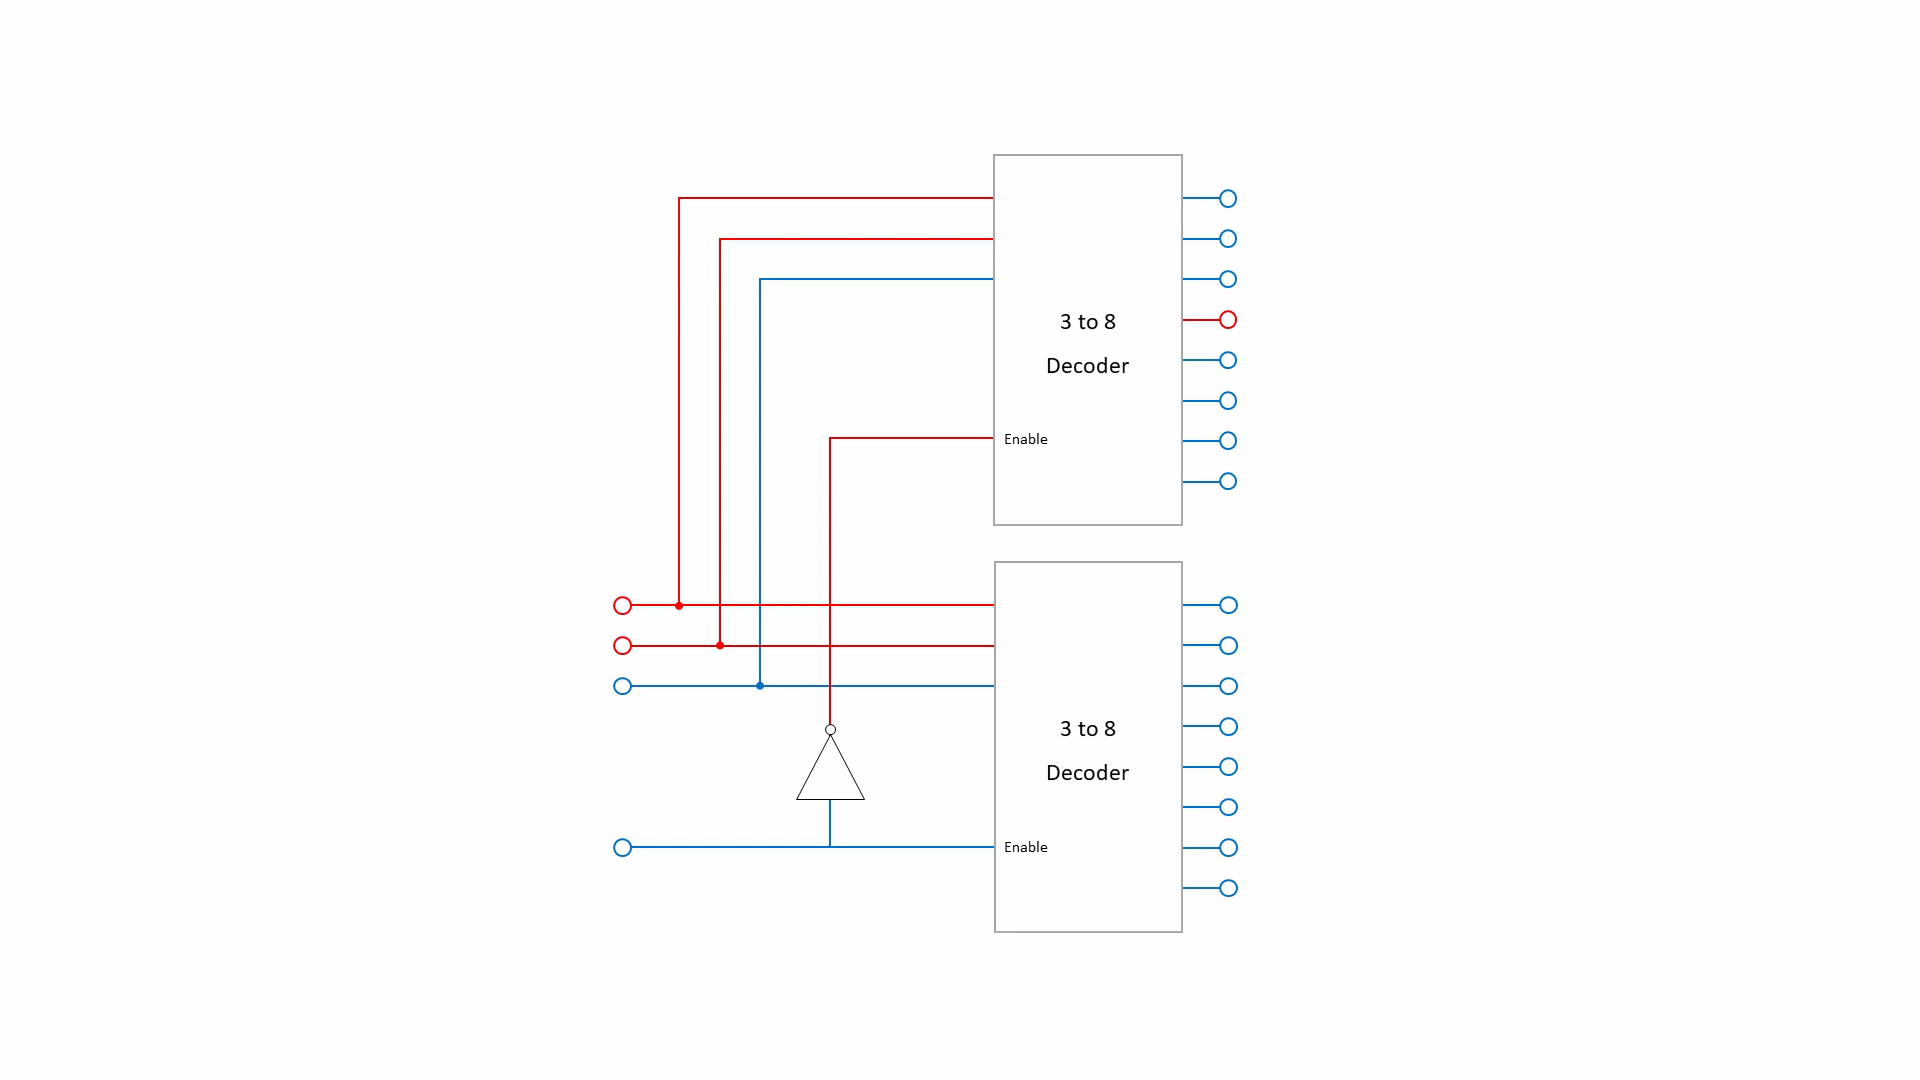 3 to 8
Decoder
Enable
3 to 8
Decoder
Enable